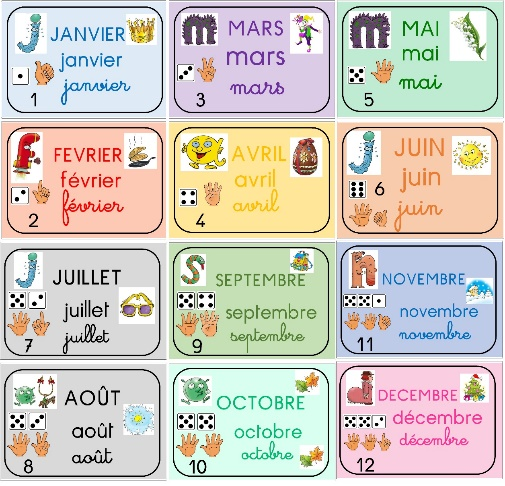 JANVIER
janvier
janvier
1
MARS
mars
mars
3
MAI
mai
mai
5
FEVRIER
février
février
2
AVRIL
avril
avril
4
JUIN
juin
juin
6
JUILLET
juillet
juillet
7
SEPTEMBRE
septembre
septembre
9
NOVEMBRE
novembre
novembre
11
AOÛT
août
août
8
OCTOBRE
octobre
octobre
10
DECEMBRE
décembre
décembre
12